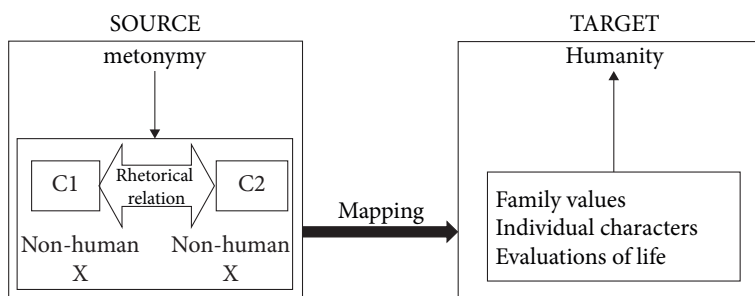 SOURCE
TARGET
metonymy
Humanity
C1
Rhetorical
relation
C2
Non-human
X
Non-human
X
Mapping
Family values
Individual characters
Evaluations of life